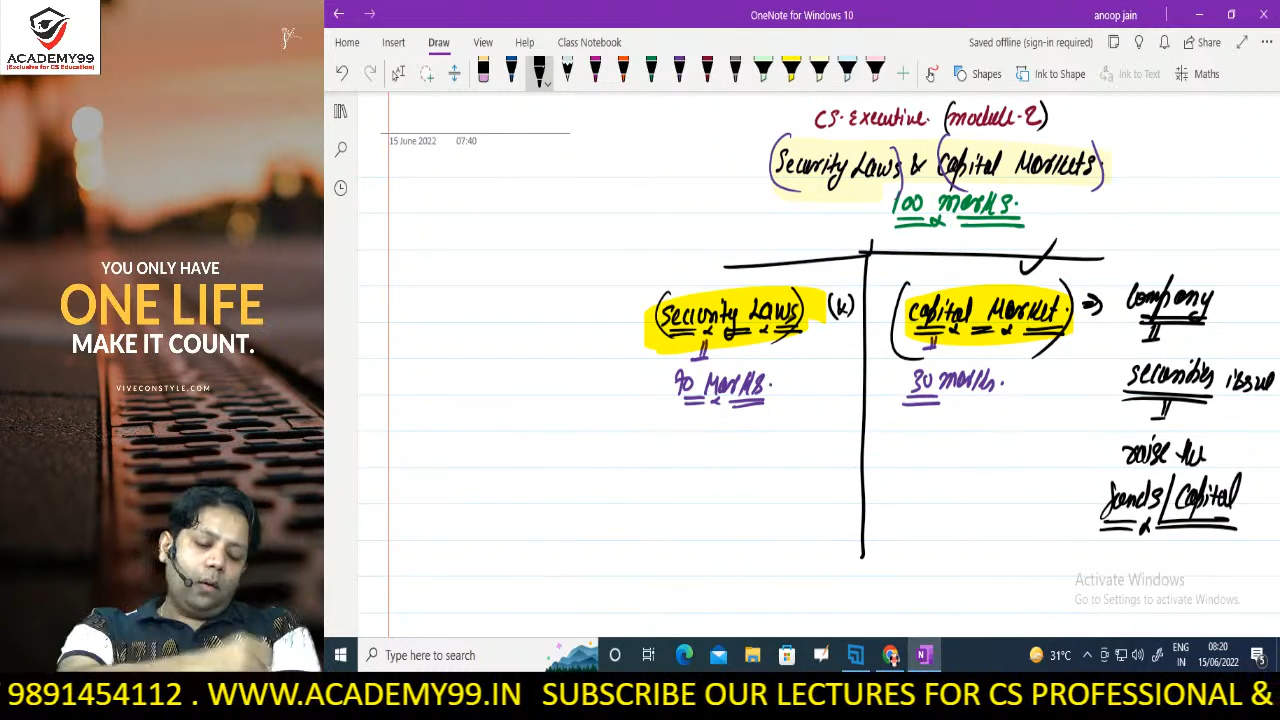 ACADEMY99
(Exclusive for CS Education)
YOU ONLY HAVE
ONE LIFE
MAKE IT COUNT.
VIVECONSTYLE.COM
OneNote for Windows 10
anoop jain
Home Insert Draw View Help Class Notebook
Saved offline (sign-in required)
Share
Shapes Ink to Shape Ink to Text Maths
15 June 2022 07:40
CS-Executive (module-2)
(Security Laws) & (Capital Markets)
100 marks.
(Security Laws) (k)
70 Marks.
(Capital Market.) ⇒ Company
30 marks.
securities issue
raise the
funds/Capital
Activate Windows
Go to Settings to activate Windows.
Type here to search
31°C
ENG
IN
08:20
15/06/2022
5
9891454112 . WWW.ACADEMY99.IN SUBSCRIBE OUR LECTURES FOR CS PROFESSIONAL &